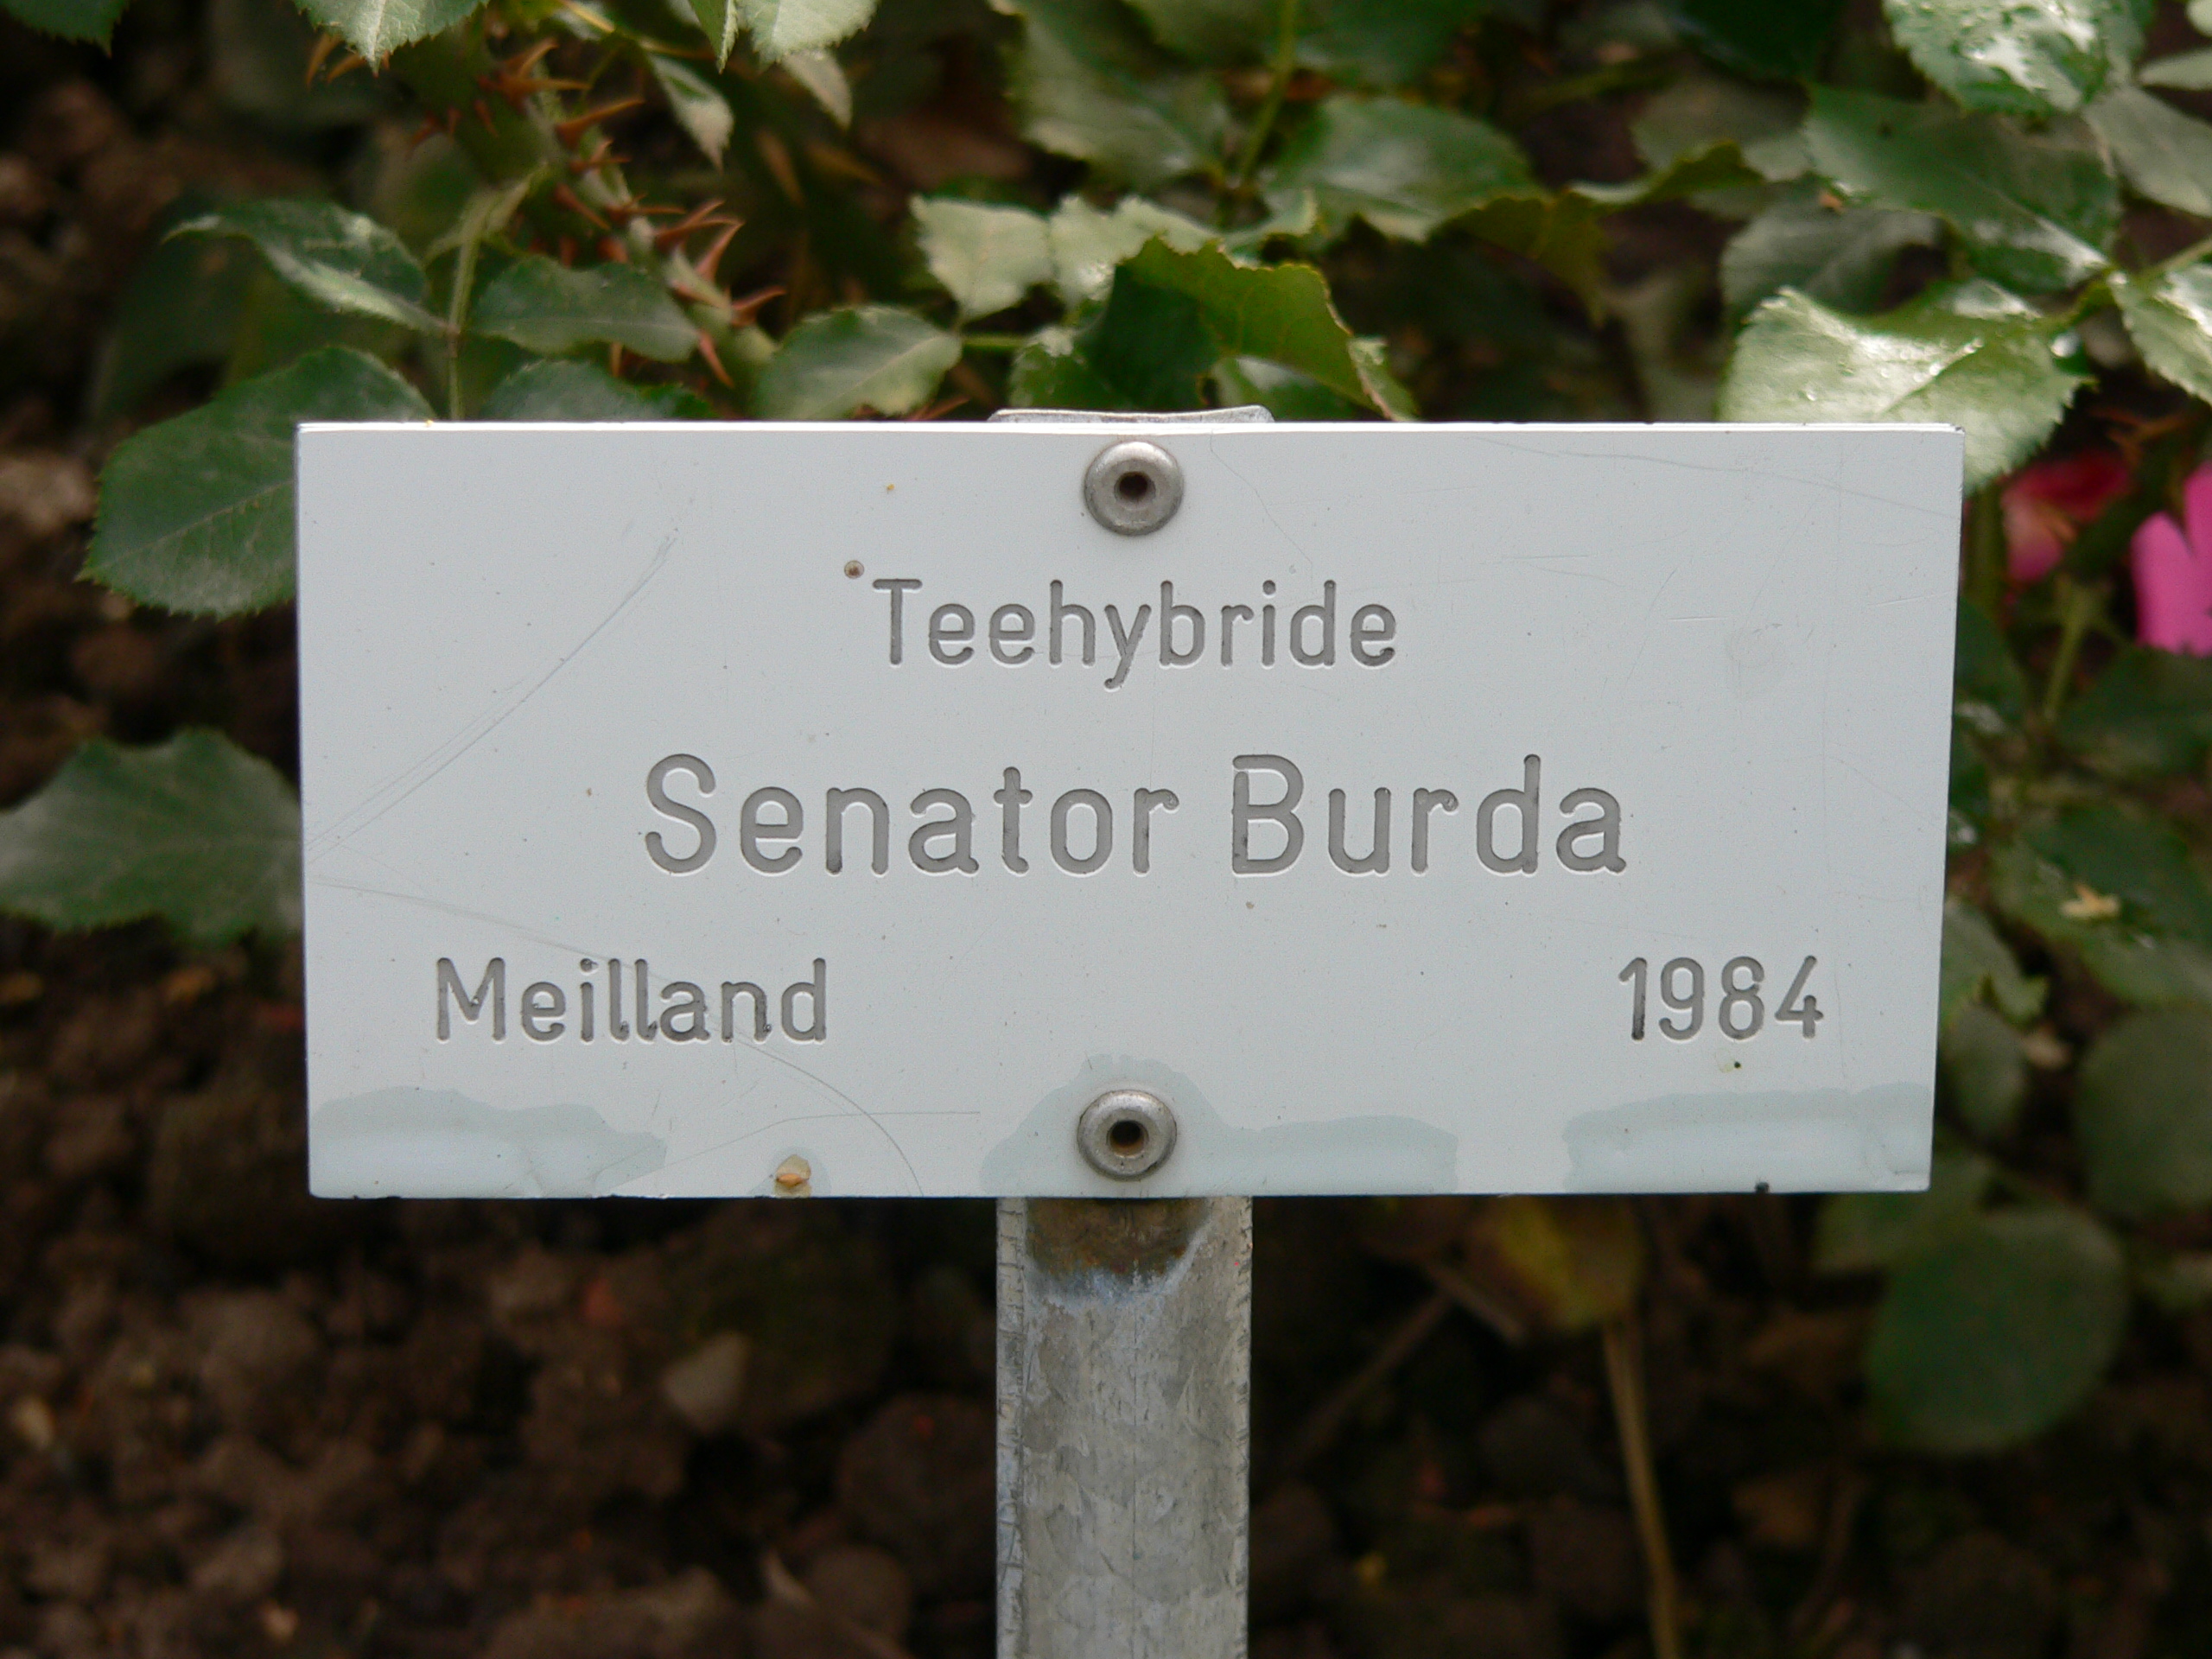 Teehybride
Senator Burda
Meilland 1984